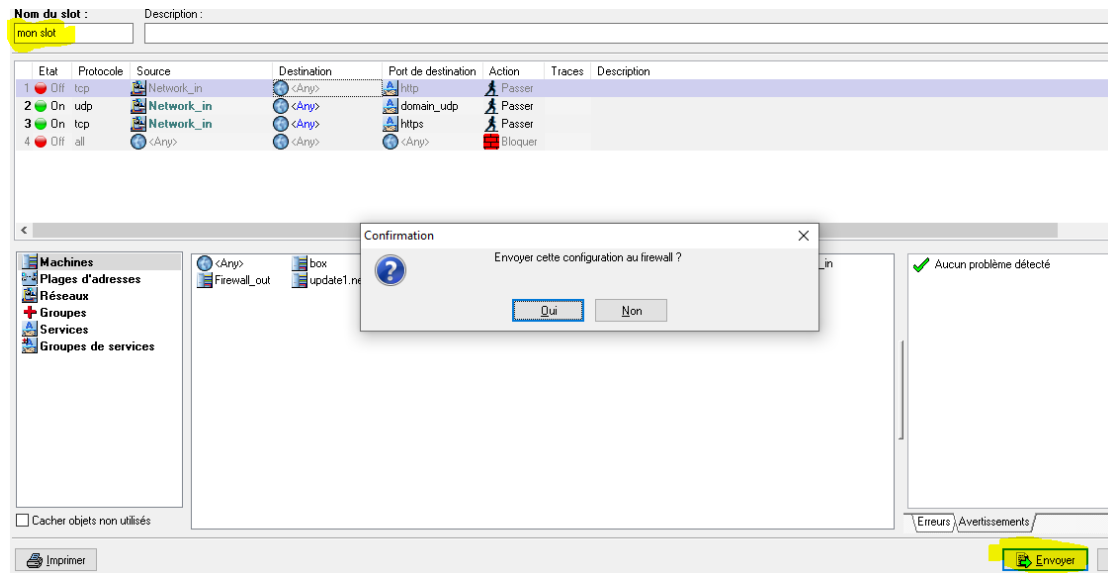 Nom du slot : Description :
mon slot
Etat Protocole Source Destination Port de destination Action Traces Description
1 Off tcp Network_in <Any> http Passer
2 On udp Network_in <Any> domain_udp Passer
3 On tcp Network_in <Any> https Passer
4 Off all <Any> <Any> <Any> Bloquer
Confirmation
Envoyer cette configuration au firewall ?
Oui Non
Machines
Plages d'adresses
Réseaux
Groupes
Services
Groupes de services
<Any> box _in
Firewall_out update1.ne
Aucun problème détecté
Cacher objets non utilisés
Erreurs Avertissements
Imprimer Envoyer